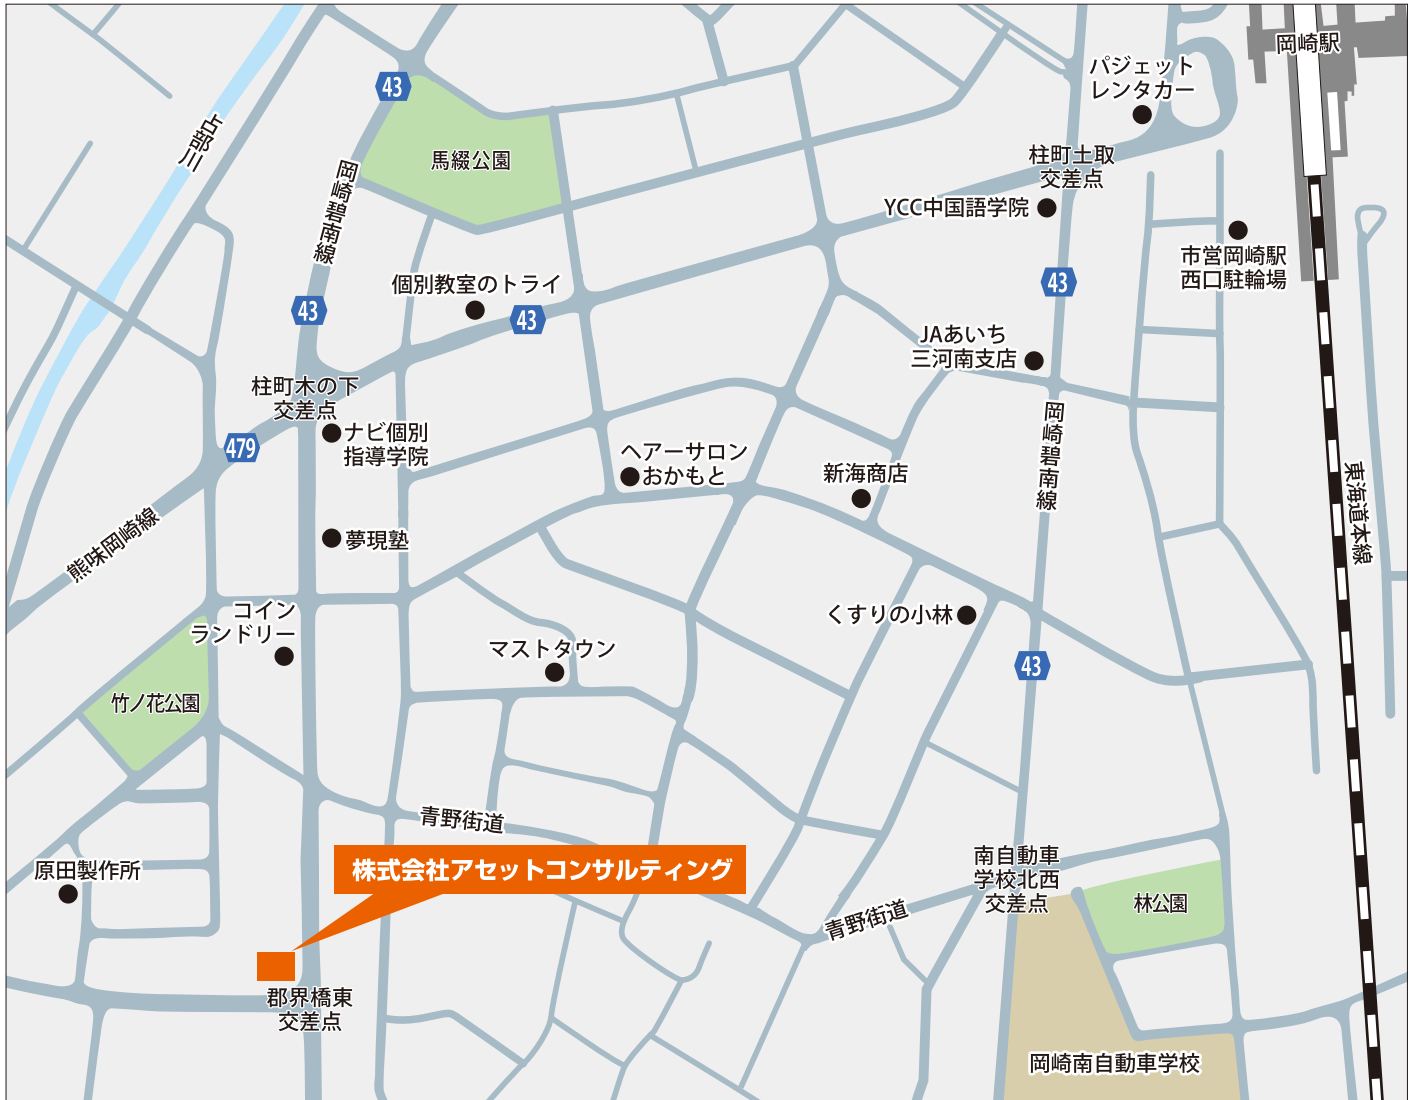 岡崎駅
パジェット
レンタカー
43
占部川
柱町土取
交差点
馬綴公園
岡崎碧南線
YCC中国語学院
市営岡崎駅
西口駐輪場
個別教室のトライ
43
43
43
JAあいち
三河南支店
柱町木の下
交差点
岡崎碧南線
479
ナビ個別
指導学院
ヘアーサロン
おかもと
新海商店
東海道本線
熊味岡崎線
夢現塾
コイン
ランドリー
くすりの小林
マストタウン
43
竹ノ花公園
青野街道
株式会社アセットコンサルティング
南自動車
学校北西
交差点
原田製作所
林公園
青野街道
郡界橋東
交差点
岡崎南自動車学校